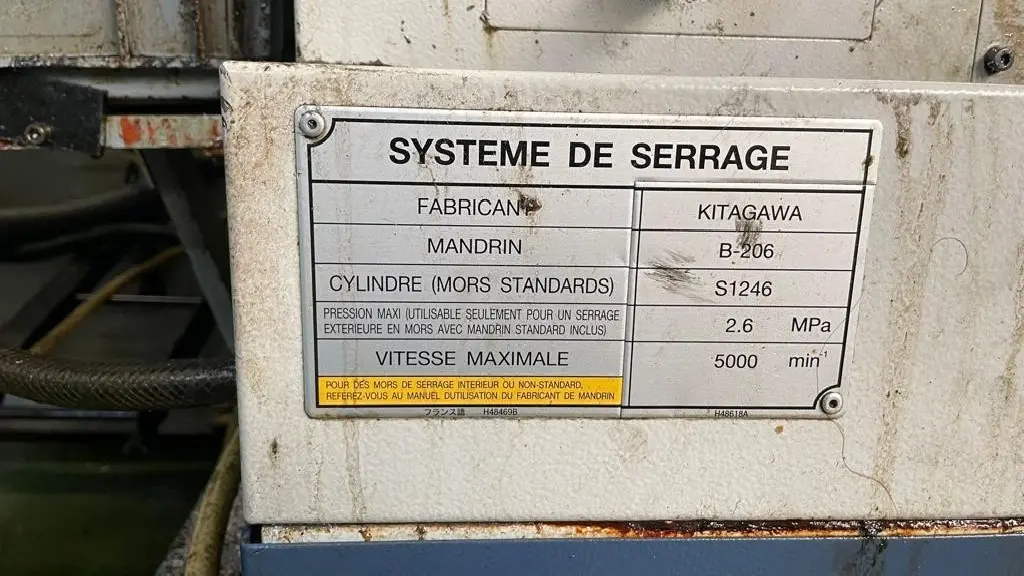 SYSTEME DE SERRAGE
FABRICANT KITAGAWA
MANDRIN B-206
CYLINDRE (MORS STANDARDS) S1246
PRESSION MAXI (UTILISABLE SEULEMENT POUR UN SERRAGE
EXTERIEURE EN MORS AVEC MANDRIN STANDARD INCLUS) 2.6 MPa
VITESSE MAXIMALE 5000 min⁻¹
POUR DES MORS DE SERRAGE INTERIEUR OU NON-STANDARD,
REFEREZ-VOUS AU MANUEL D'UTILISATION DU FABRICANT DE MANDRIN
フランス語 H48469B H48618A